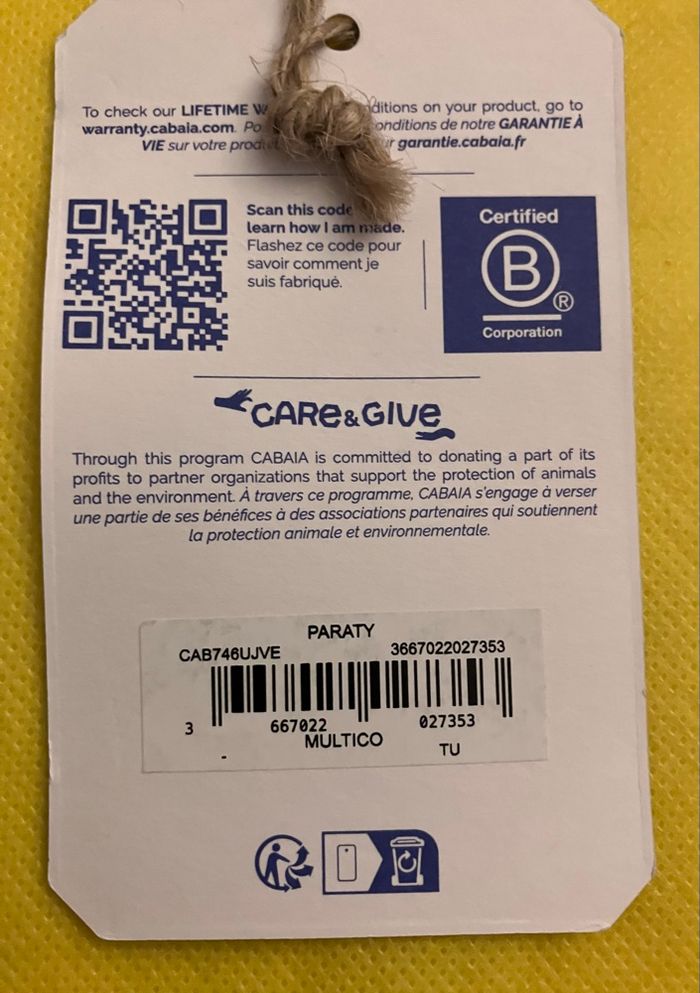 To check our LIFETIME W ditions on your product, go to
warranty.cabaia.com. Po onditions de notre GARANTIE À
VIE sur votre prod r garantie.cabaia.fr
Scan this code
learn how I am made.
Flashez ce code pour
savoir comment je
suis fabriqué.
Certified
B
®
Corporation
CARE&GIVE
Through this program CABAIA is committed to donating a part of its
profits to partner organizations that support the protection of animals
and the environment. À travers ce programme, CABAIA s'engage à verser
une partie de ses bénéfices à des associations partenaires qui soutiennent
la protection animale et environnementale.
PARATY
CAB746UJVE 3667022027353
3 667022 027353
MULTICO TU
-